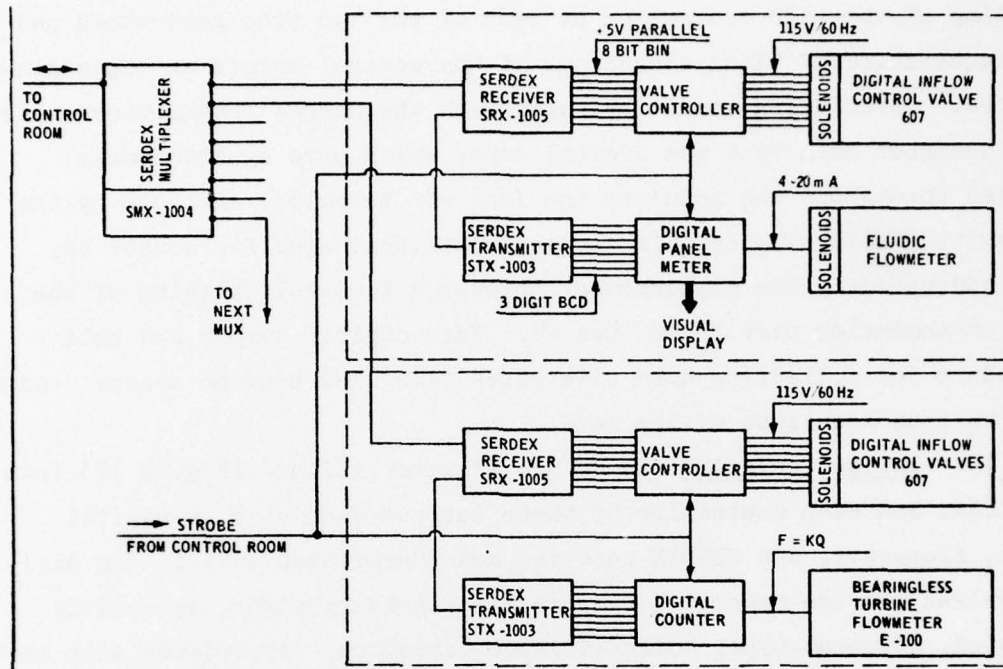 TO
CONTROL
ROOM
SERDEX
MULTIPLEXER
SMX - 1004
TO
NEXT
MUX
+5V PARALLEL
8 BIT BIN
115 V/60 Hz
SERDEX
RECEIVER
SRX - 1005
VALVE
CONTROLLER
SOLENOIDS
DIGITAL INFLOW
CONTROL VALVE
607
4 -20 mA
SERDEX
TRANSMITTER
STX - 1003
DIGITAL
PANEL
METER
SOLENOIDS
FLUIDIC
FLOWMETER
3 DIGIT BCD
VISUAL
DISPLAY
115 V/60 Hz
SERDEX
RECEIVER
SRX - 1005
VALVE
CONTROLLER
SOLENOIDS
DIGITAL INFLOW
CONTROL VALVES
607
STROBE
FROM CONTROL ROOM
F = KQ
SERDEX
TRANSMITTER
STX - 1003
DIGITAL
COUNTER
BEARINGLESS
TURBINE
FLOWMETER
E -100